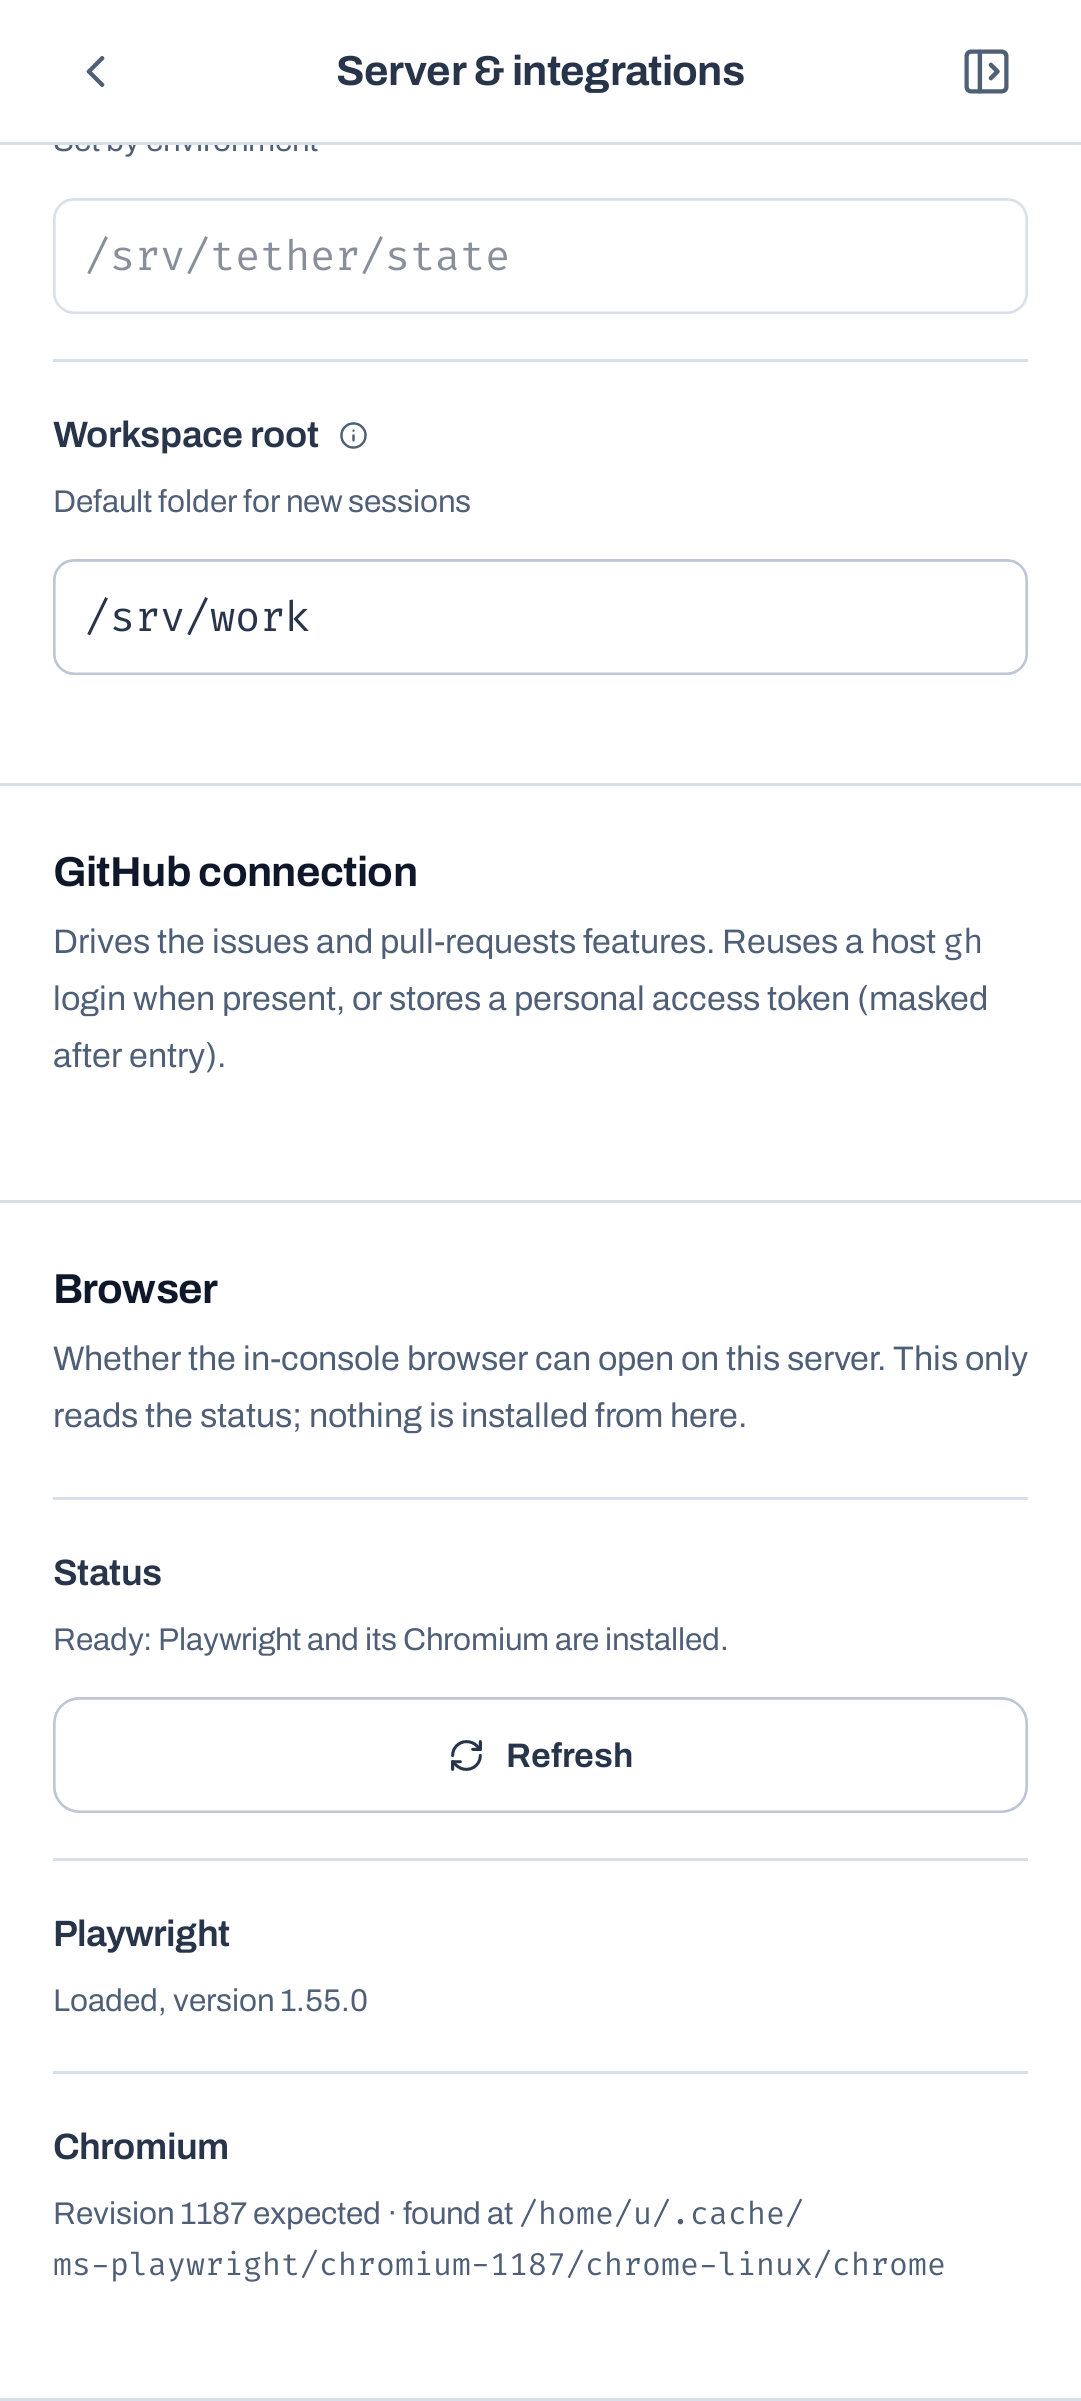 Server & integrations
Set by environment
/srv/tether/state
Workspace root
Default folder for new sessions
/srv/work
GitHub connection
Drives the issues and pull-requests features. Reuses a host gh
login when present, or stores a personal access token (masked
after entry).
Browser
Whether the in-console browser can open on this server. This only
reads the status; nothing is installed from here.
Status
Ready: Playwright and its Chromium are installed.
Refresh
Playwright
Loaded, version 1.55.0
Chromium
Revision 1187 expected · found at /home/u/.cache/
ms-playwright/chromium-1187/chrome-linux/chrome